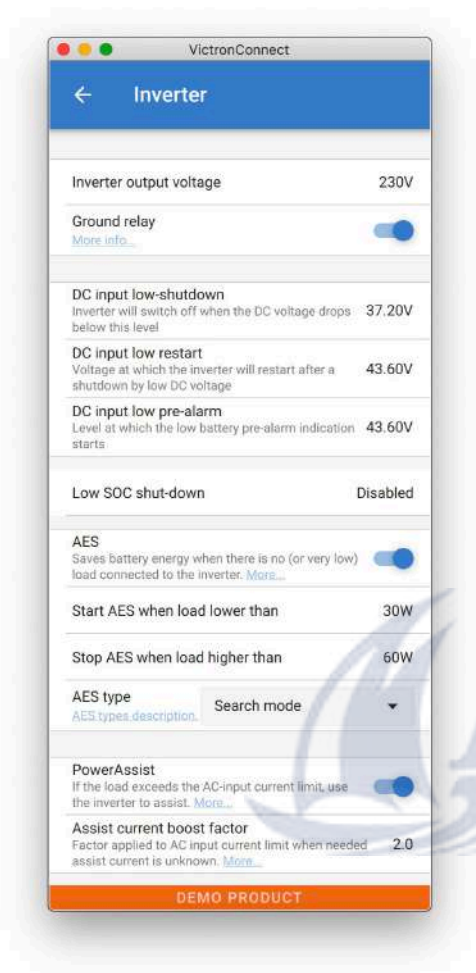 VictronConnect
Inverter
Inverter output voltage 230V
Ground relay
More info...
DC input low-shutdown
Inverter will switch off when the DC voltage drops 37.20V
below this level
DC input low restart
Voltage at which the inverter will restart after a 43.60V
shutdown by low DC voltage
DC input low pre-alarm
Level at which the low battery pre-alarm indication 43.60V
starts
Low SOC shut-down Disabled
AES
Saves battery energy when there is no (or very low)
load connected to the inverter. More...
Start AES when load lower than 30W
Stop AES when load higher than 60W
AES type Search mode
AES types description.
PowerAssist
If the load exceeds the AC-input current limit, use
the inverter to assist. More...
Assist current boost factor
Factor applied to AC input current limit when needed 2.0
assist current is unknown. More...
DEMO PRODUCT